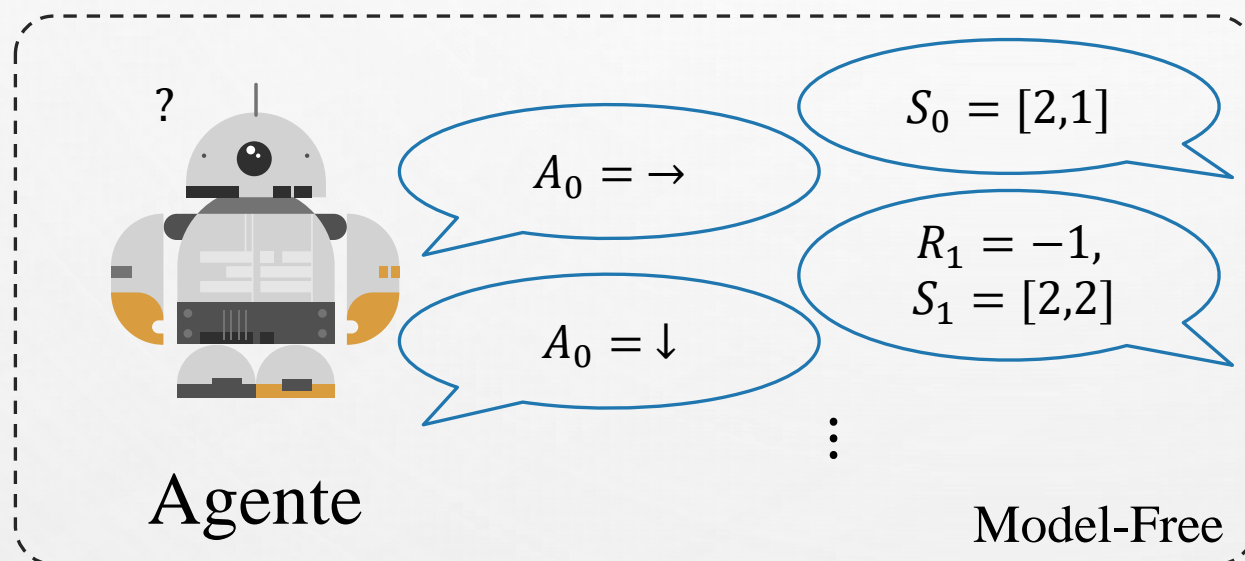 ?
S₀ = [2,1]
A₀ = →
R₁ = −1,
S₁ = [2,2]
A₀ = ↓
⋮
Agente
Model-Free